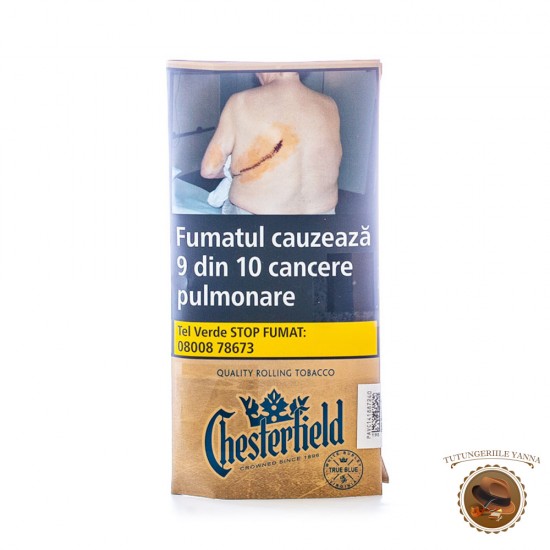 Fumatul cauzează
9 din 10 cancere
pulmonare
Tel Verde STOP FUMAT:
08008 78673
QUALITY ROLLING TOBACCO
Chesterfield
CROWNED SINCE 1896
TRUE BLUE
VIRGINIA
TUTUNGERIILE YANNA